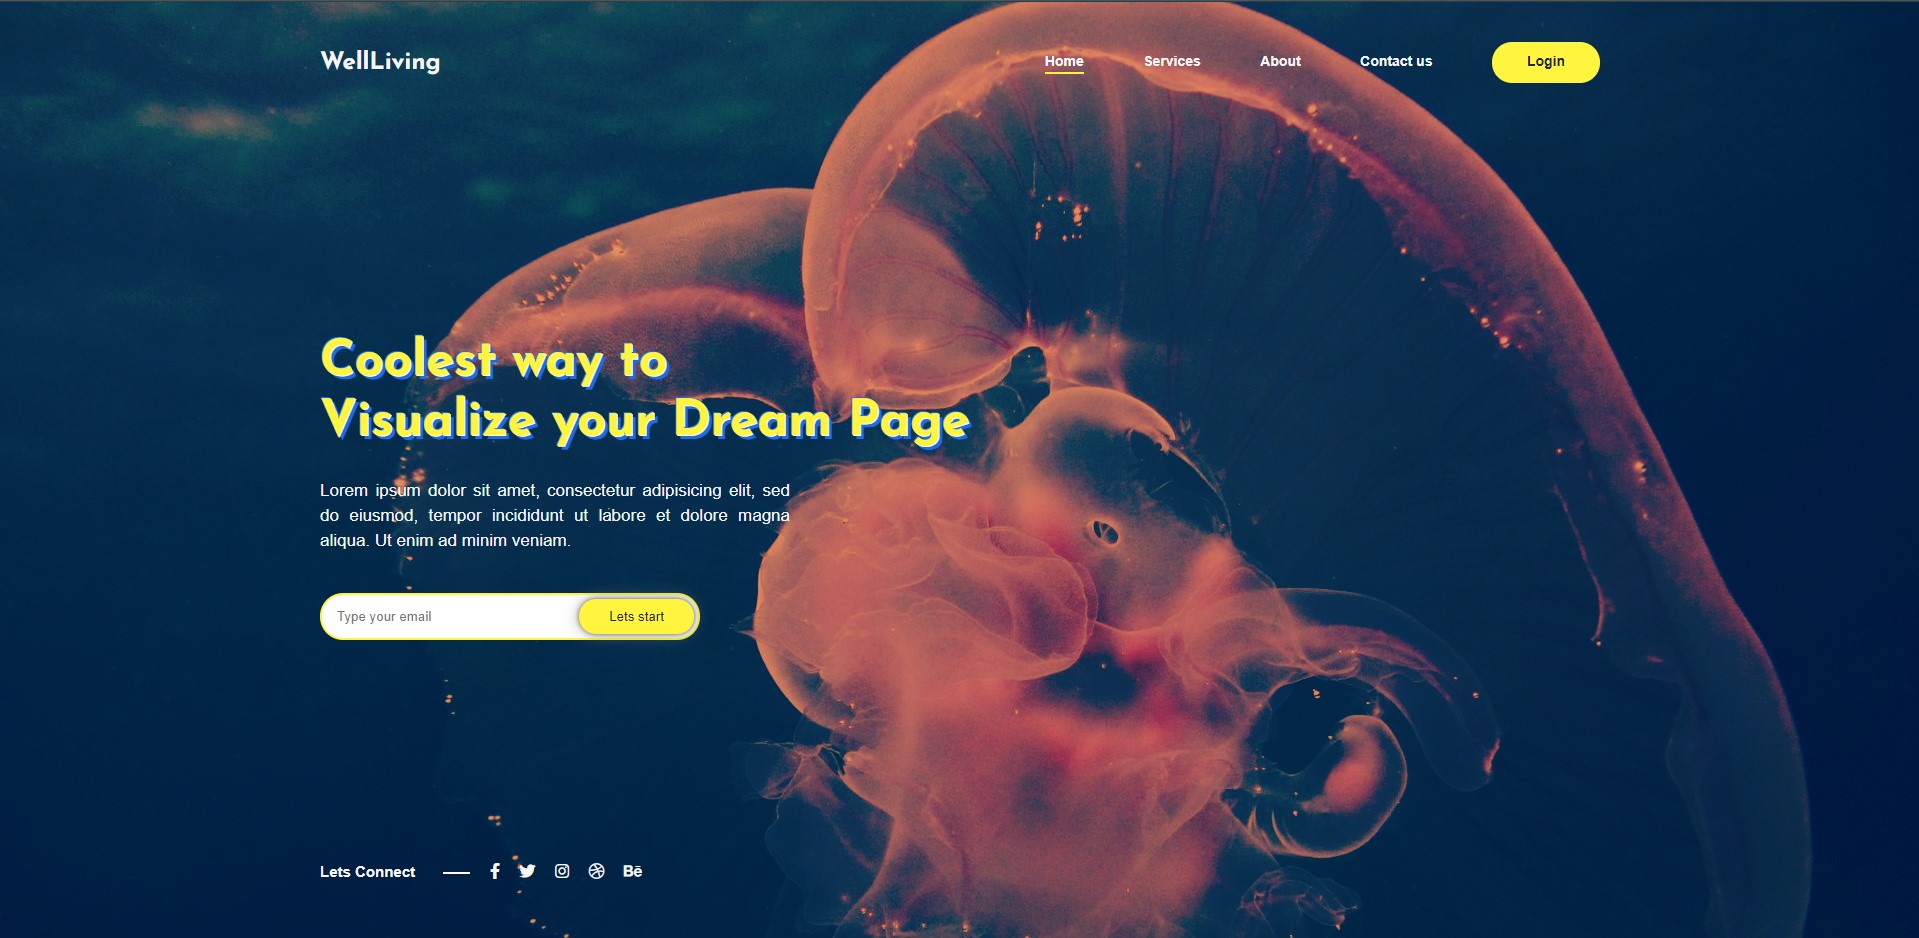 WellLiving
Home Services About Contact us Login
Coolest way to
Visualize your Dream Page
Lorem ipsum dolor sit amet, consectetur adipisicing elit, sed
do eiusmod, tempor incididunt ut labore et dolore magna
aliqua. Ut enim ad minim veniam.
Type your email Lets start
Lets Connect
Bē